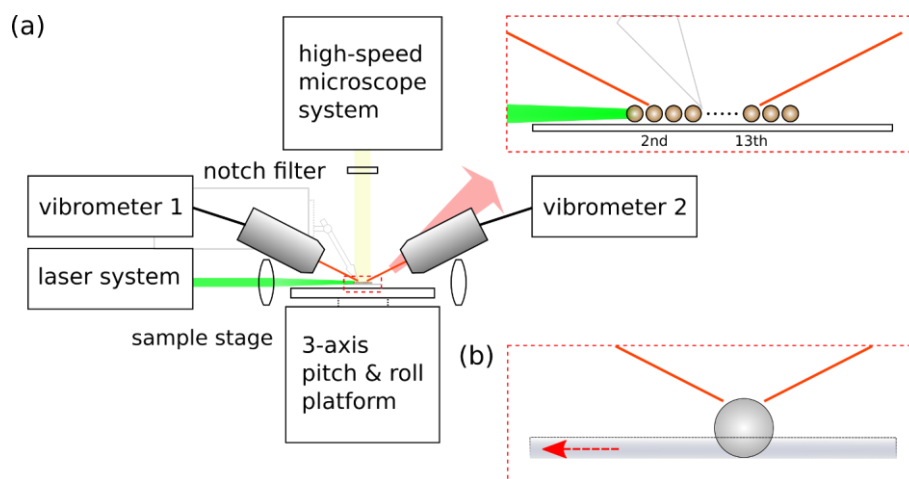 (a)
high-speed
microscope
system
2nd
13th
notch filter
vibrometer 1
vibrometer 2
laser system
sample stage
3-axis
pitch & roll
platform
(b)